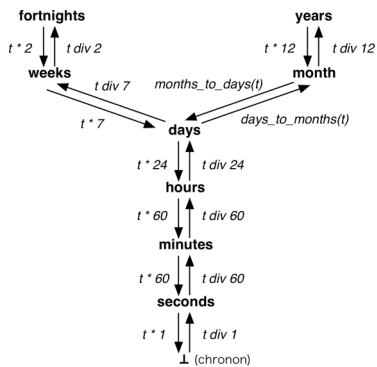 fortnights years
t * 2 t div 2 t * 12 t div 12
weeks month
t div 7 months_to_days(t)
t * 7 days_to_months(t)
days
t * 24 t div 24
hours
t * 60 t div 60
minutes
t * 60 t div 60
seconds
t * 1 t div 1
⊥ (chronon)